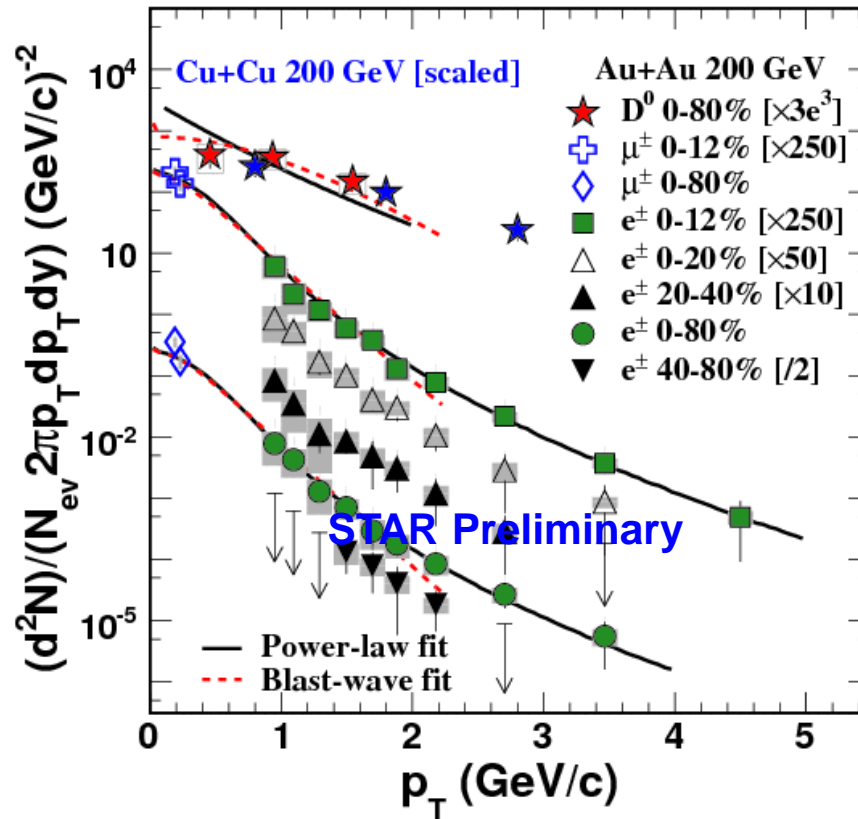 Cu+Cu 200 GeV [scaled]
Au+Au 200 GeV
D⁰ 0-80% [×3e³]
μ± 0-12% [×250]
μ± 0-80%
e± 0-12% [×250]
e± 0-20% [×50]
e± 20-40% [×10]
e± 0-80%
e± 40-80% [/2]
STAR Preliminary
Power-law fit
Blast-wave fit
(d²N)/(N_ev 2πp_T dp_T dy) (GeV/c)⁻²
10⁴
10
10⁻²
10⁻⁵
0 1 2 3 4 5
p_T (GeV/c)